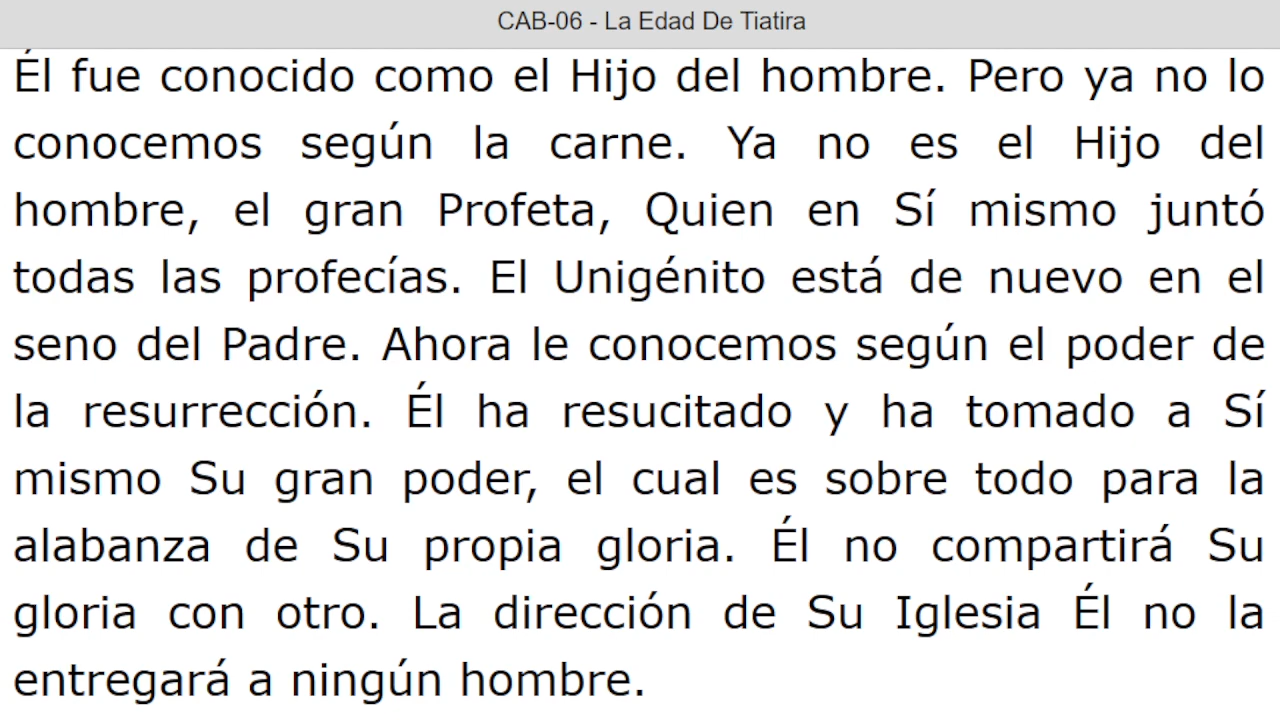 CAB-06 - La Edad De Tiatira
Él fue conocido como el Hijo del hombre. Pero ya no lo
conocemos según la carne. Ya no es el Hijo del
hombre, el gran Profeta, Quien en Sí mismo juntó
todas las profecías. El Unigénito está de nuevo en el
seno del Padre. Ahora le conocemos según el poder de
la resurrección. Él ha resucitado y ha tomado a Sí
mismo Su gran poder, el cual es sobre todo para la
alabanza de Su propia gloria. Él no compartirá Su
gloria con otro. La dirección de Su Iglesia Él no la
entregará a ningún hombre.